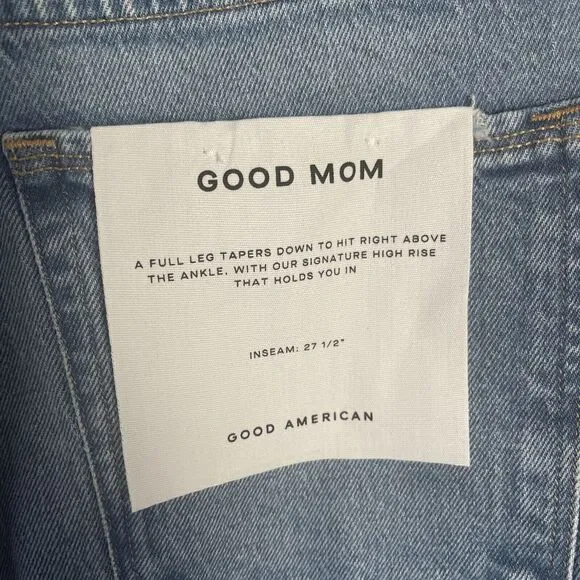 GOOD MOM
A FULL LEG TAPERS DOWN TO HIT RIGHT ABOVE
THE ANKLE, WITH OUR SIGNATURE HIGH RISE
THAT HOLDS YOU IN
INSEAM: 27 1/2"
GOOD AMERICAN